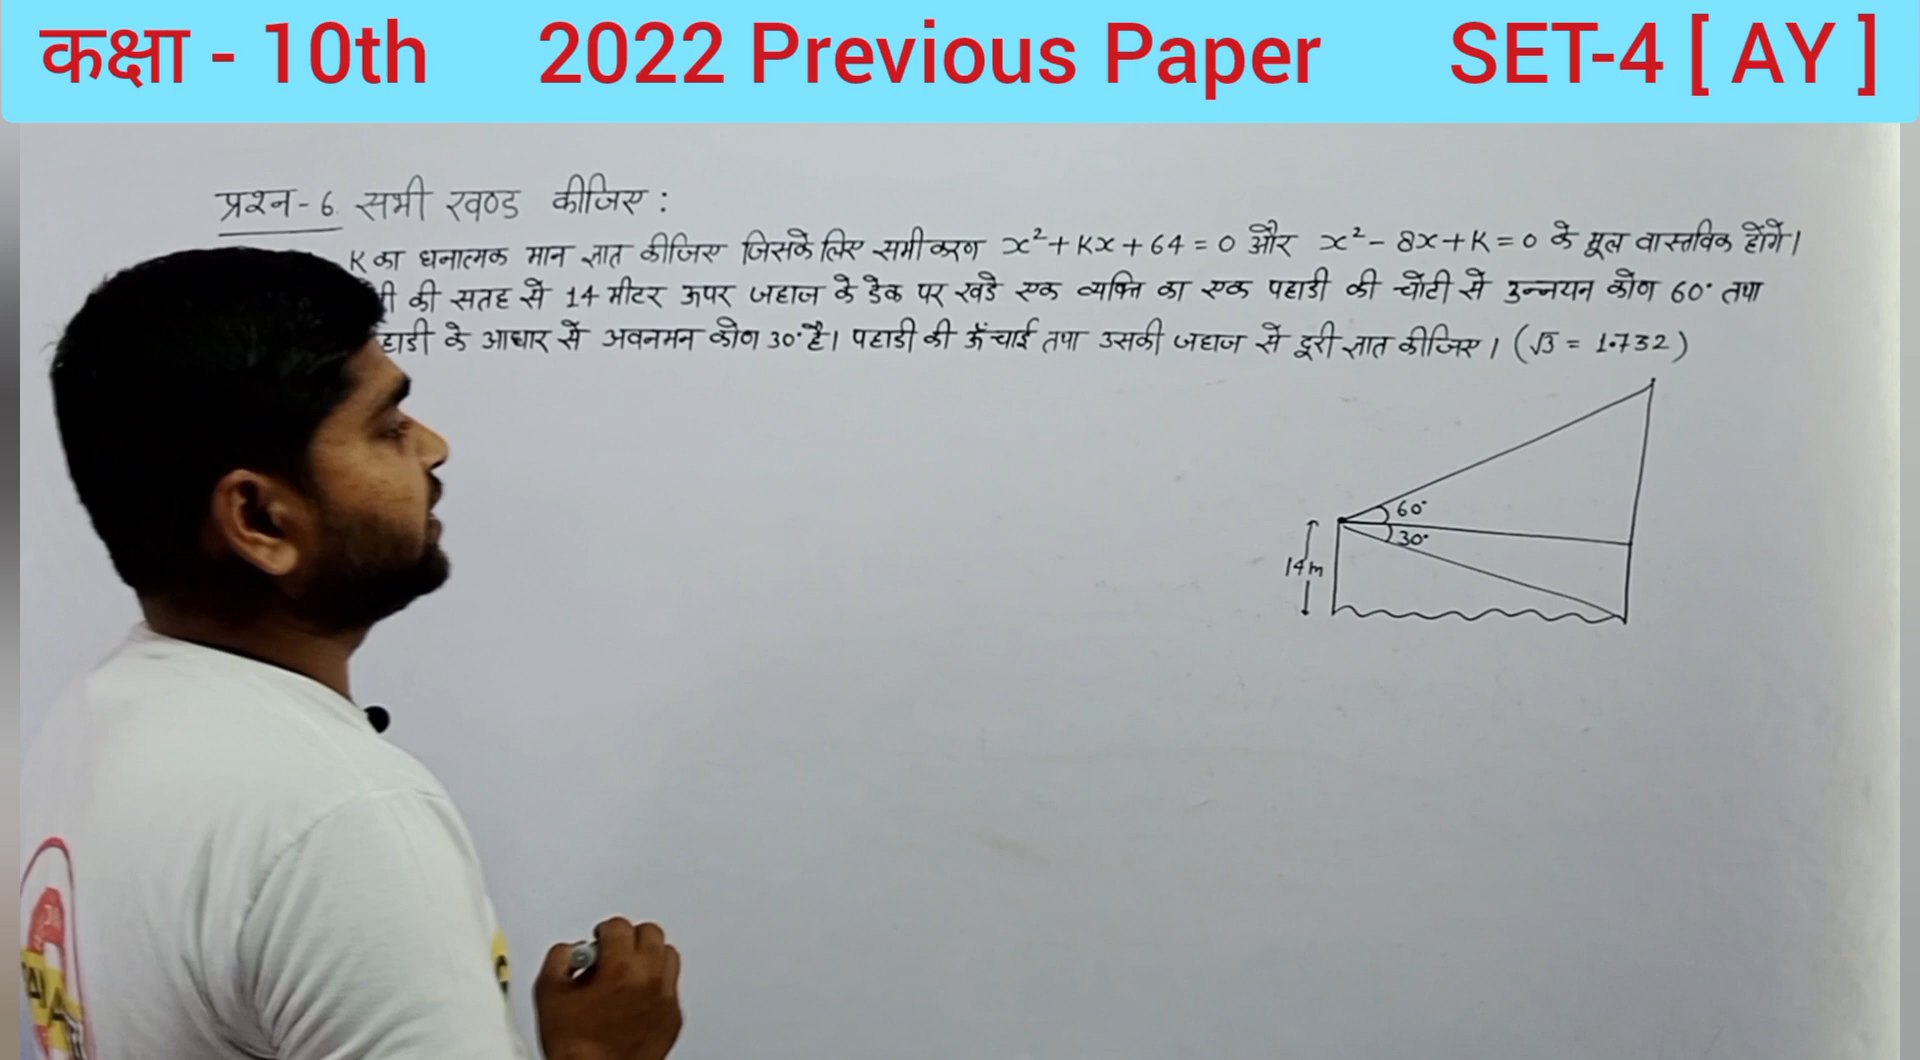 कक्षा - 10th 2022 Previous Paper SET-4 [ AY ]
प्रश्न-6. सभी खण्ड कीजिए :
K का धनात्मक मान ज्ञात कीजिए जिसके लिए समीकरण x² + Kx + 64 = 0 और x² - 8x + K = 0 के मूल वास्तविक होंगें।
की सतह से 14 मीटर ऊपर जहाज के डेक पर खडे एक व्यक्ति का एक पहाडी की चोंटी से उन्नयन कोण 60° तथा
के आधार से अवनमन कोण 30° है। पहाडी की ऊँचाई तथा उसकी जहाज से दूरी ज्ञात कीजिए। (√3 = 1.732)
60°
30°
14m